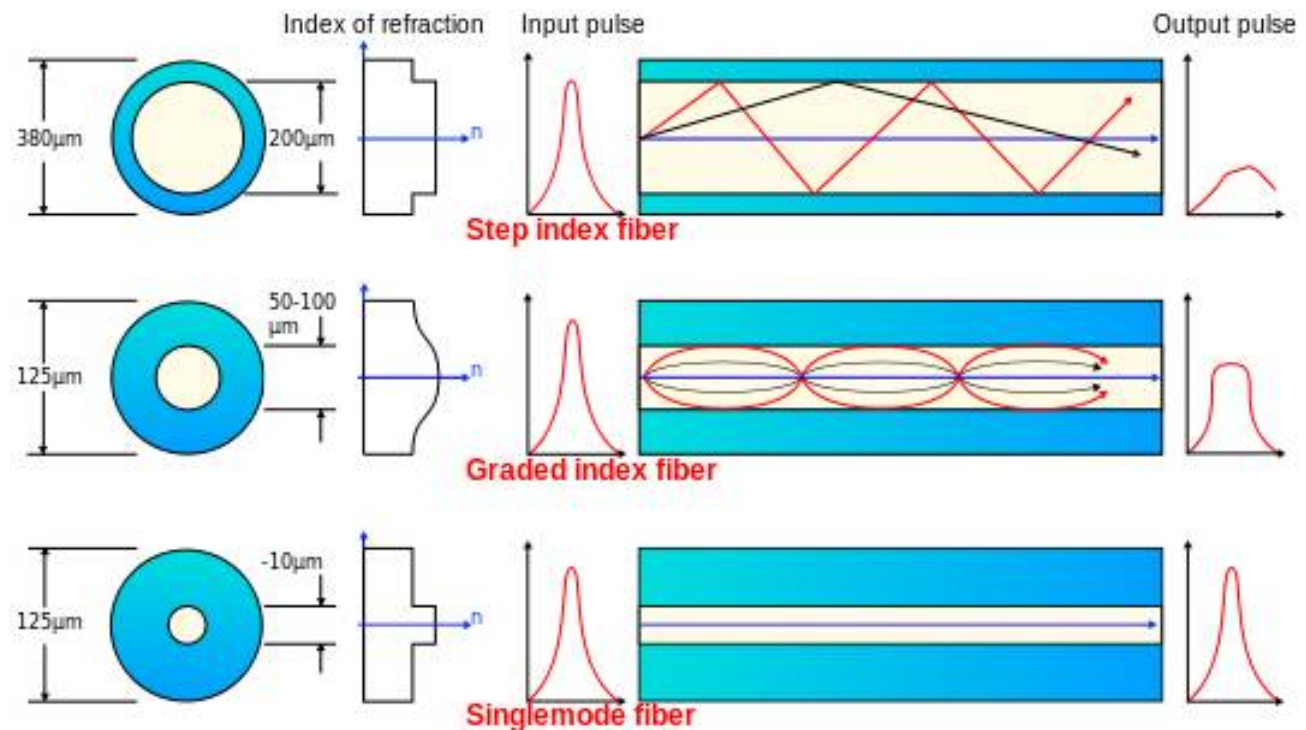 Index of refraction
Input pulse
Output pulse
380µm
200µm
n
Step index fiber
50-100
µm
125µm
n
Graded index fiber
-10µm
125µm
n
Singlemode fiber